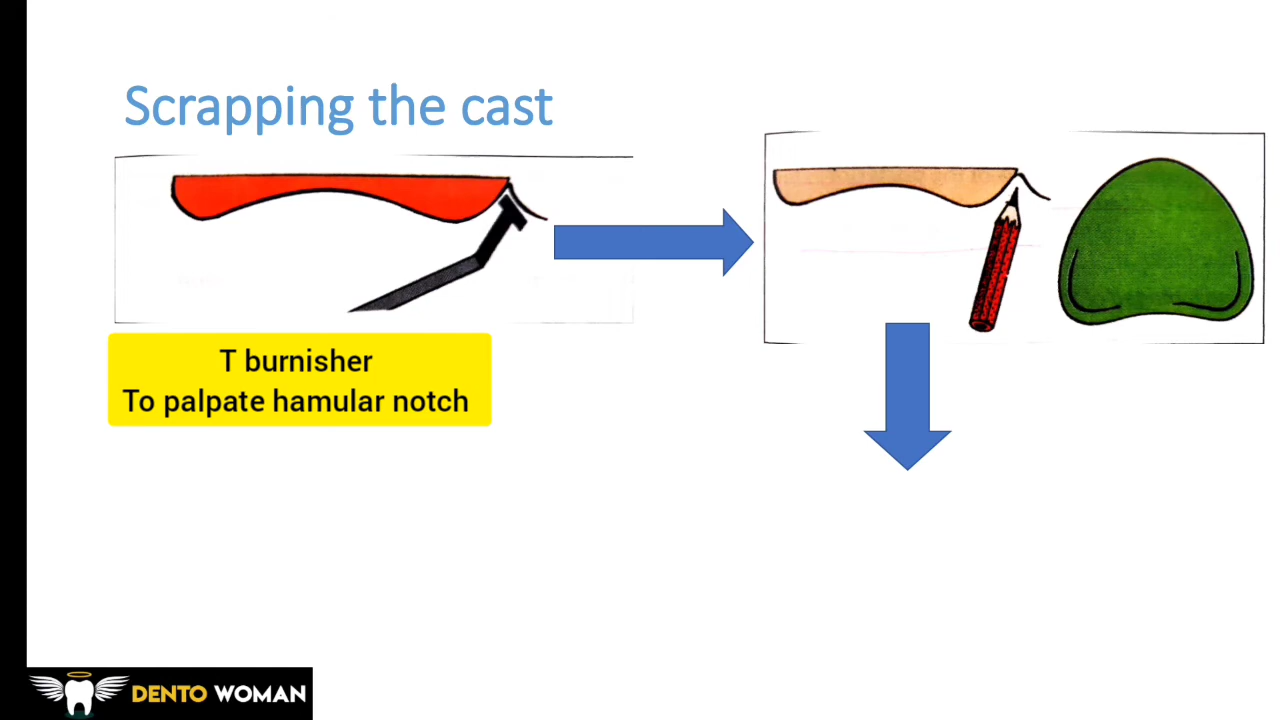 Scrapping the cast
T burnisher
To palpate hamular notch
DENTO WOMAN